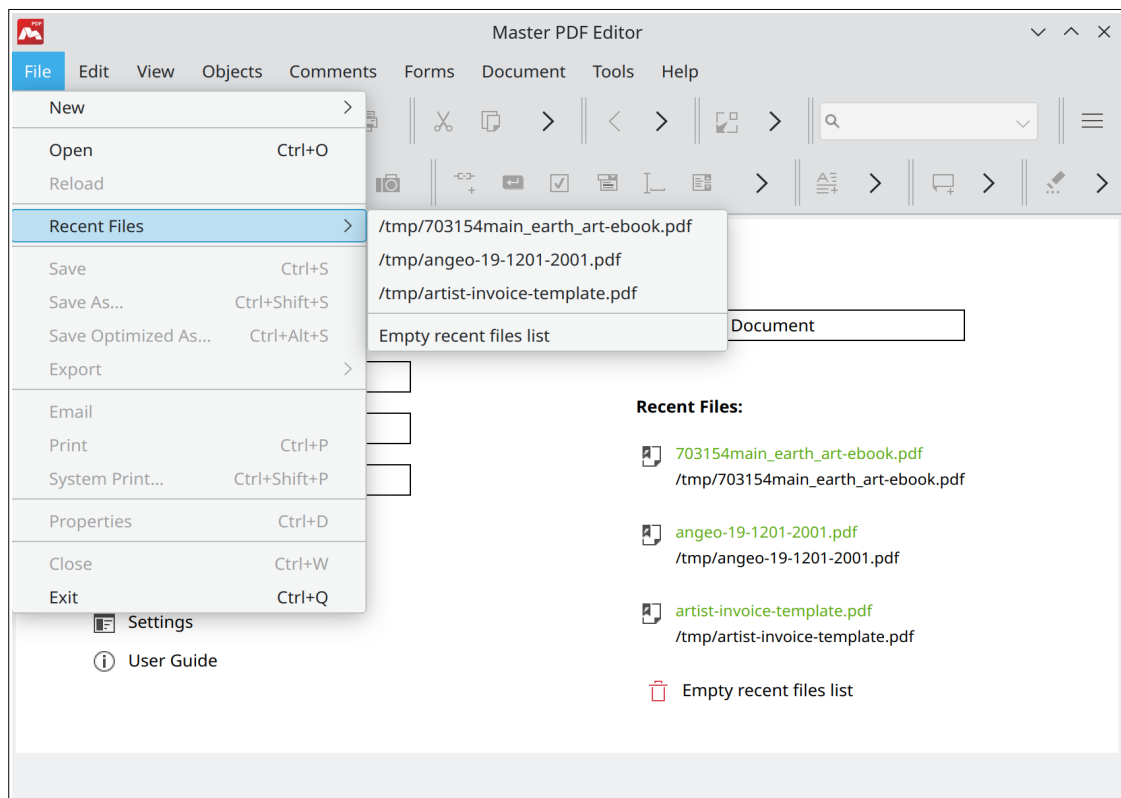 Master PDF Editor
File Edit View Objects Comments Forms Document Tools Help
New
Open Ctrl+O
Reload
Recent Files
Save Ctrl+S
Save As... Ctrl+Shift+S
Save Optimized As... Ctrl+Alt+S
Export
Email
Print Ctrl+P
System Print... Ctrl+Shift+P
Properties Ctrl+D
Close Ctrl+W
Exit Ctrl+Q
/tmp/703154main_earth_art-ebook.pdf
/tmp/angeo-19-1201-2001.pdf
/tmp/artist-invoice-template.pdf
Empty recent files list
Document
Settings
User Guide
Recent Files:
703154main_earth_art-ebook.pdf
/tmp/703154main_earth_art-ebook.pdf
angeo-19-1201-2001.pdf
/tmp/angeo-19-1201-2001.pdf
artist-invoice-template.pdf
/tmp/artist-invoice-template.pdf
Empty recent files list